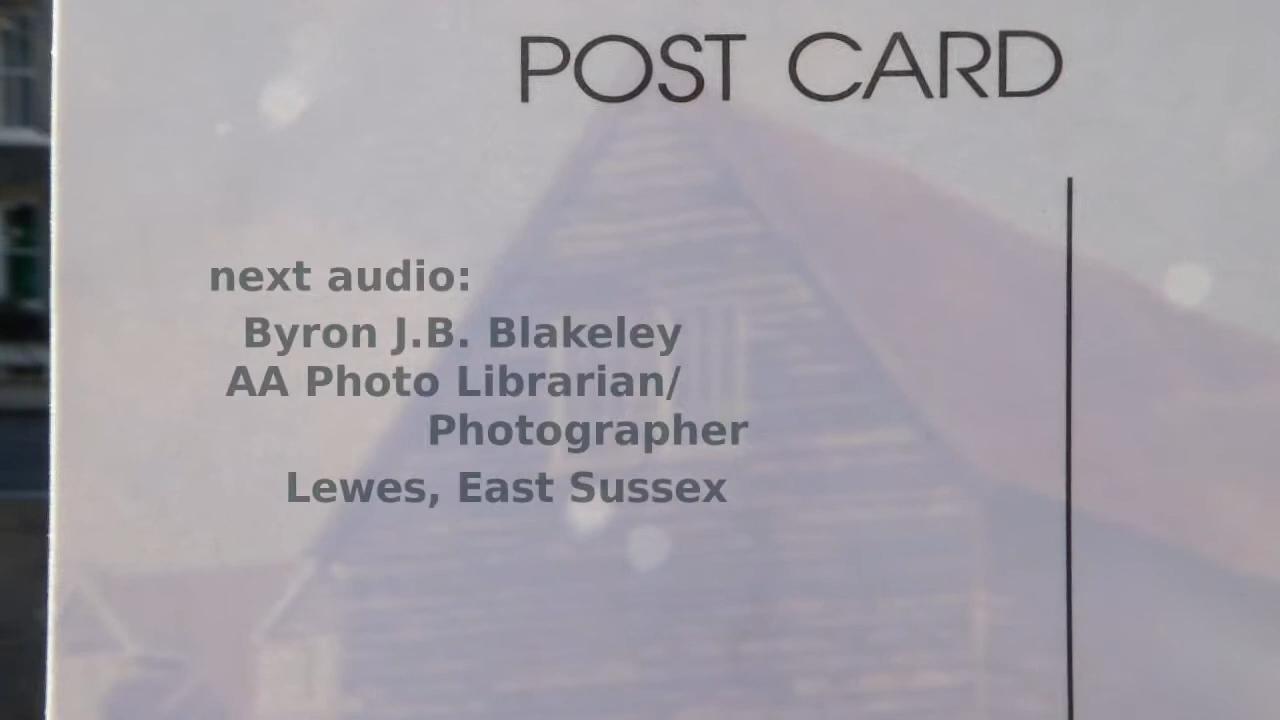 POST CARD
next audio:
Byron J.B. Blakeley
AA Photo Librarian/
Photographer
Lewes, East Sussex